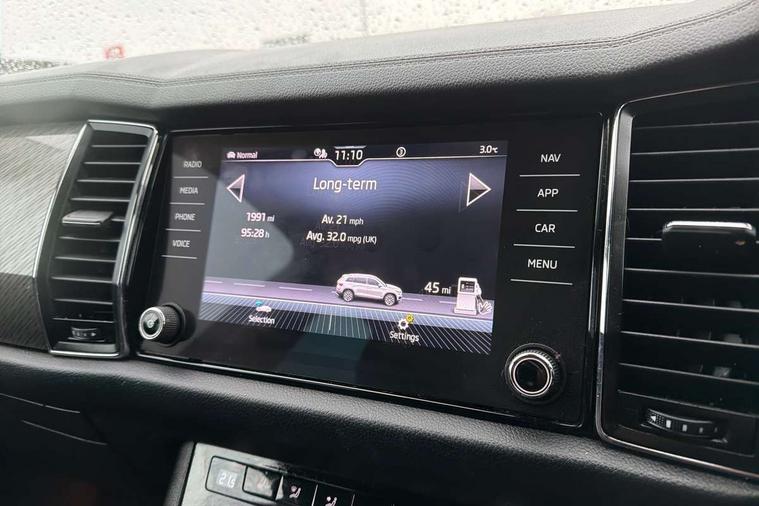 RADIO
MEDIA
PHONE
VOICE
Normal
11:10
3.0°C
Long-term
1991 mi
95:28 h
Av. 21 mph
Avg. 32.0 mpg (UK)
45 mi
Selection
Settings
NAV
APP
CAR
MENU